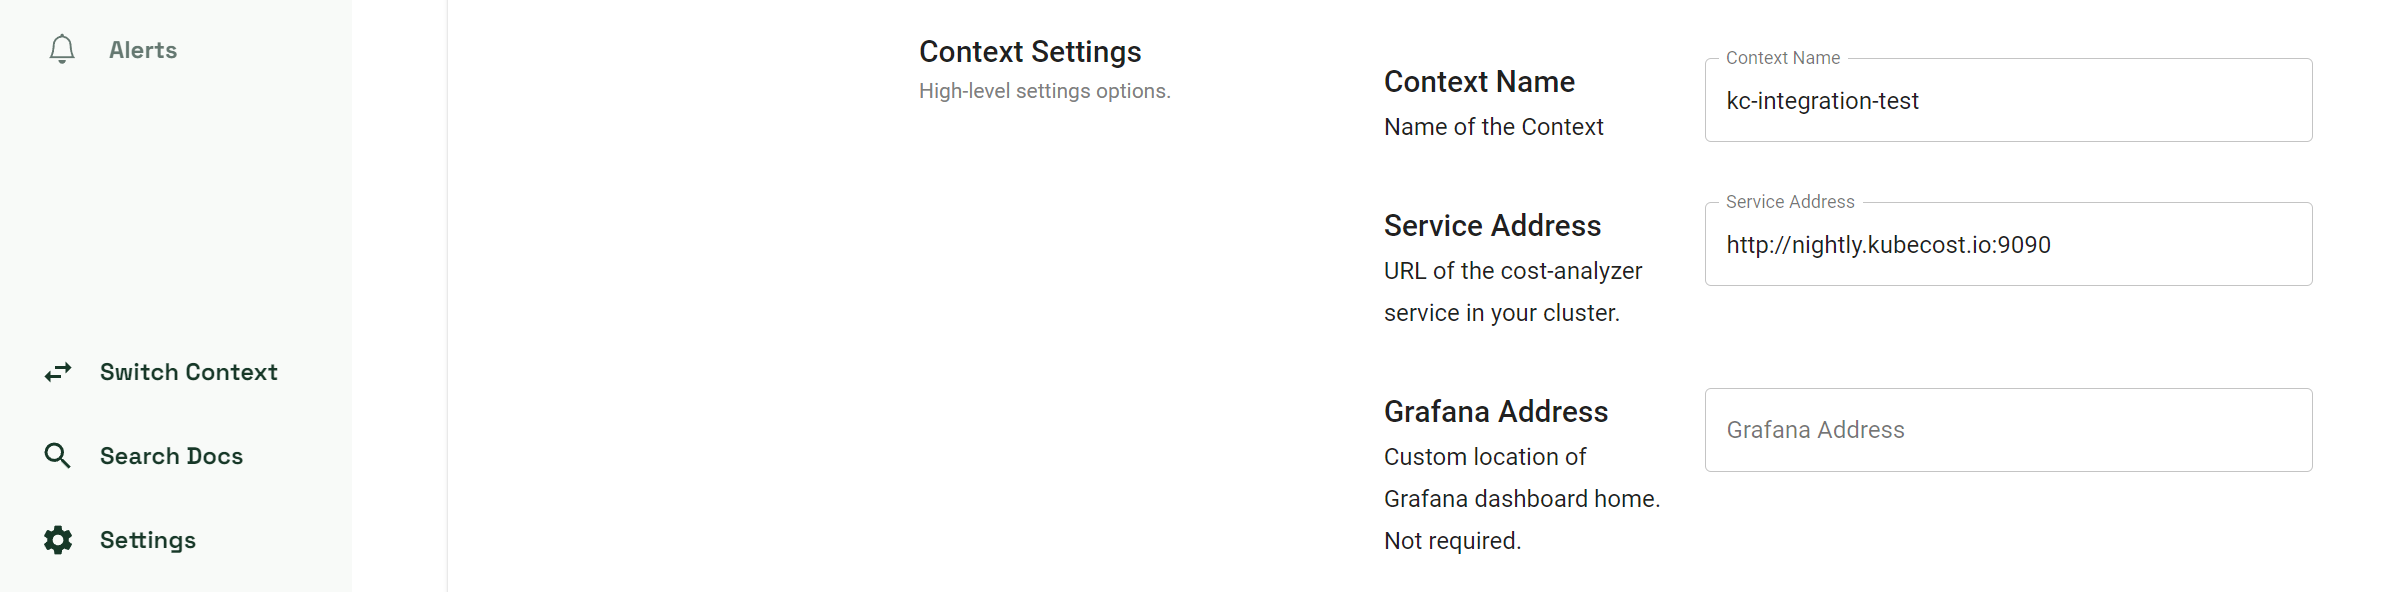 Alerts
Switch Context
Search Docs
Settings
Context Settings
High-level settings options.
Context Name
Name of the Context
Context Name
kc-integration-test
Service Address
URL of the cost-analyzer
service in your cluster.
Service Address
http://nightly.kubecost.io:9090
Grafana Address
Custom location of
Grafana dashboard home.
Not required.
Grafana Address